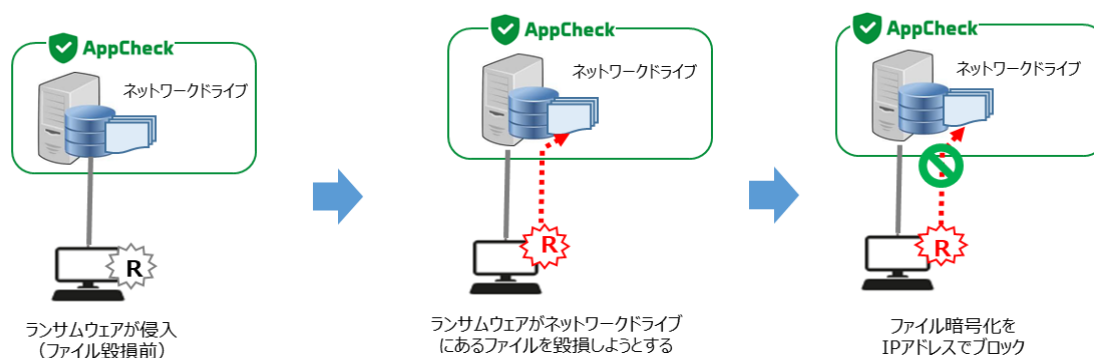 AppCheck
ネットワークドライブ
R
ランサムウェアが侵入
（ファイル毀損前）
AppCheck
ネットワークドライブ
R
ランサムウェアがネットワークドライブ
にあるファイルを毀損しようとする
AppCheck
ネットワークドライブ
R
ファイル暗号化を
IPアドレスでブロック